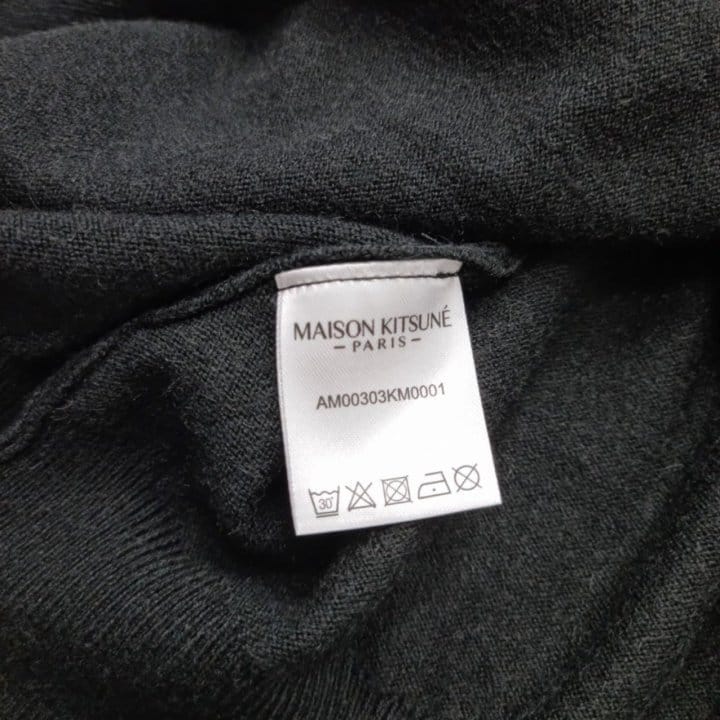 MAISON KITSUNÉ
-PARIS-
AM00303KM0001
30°